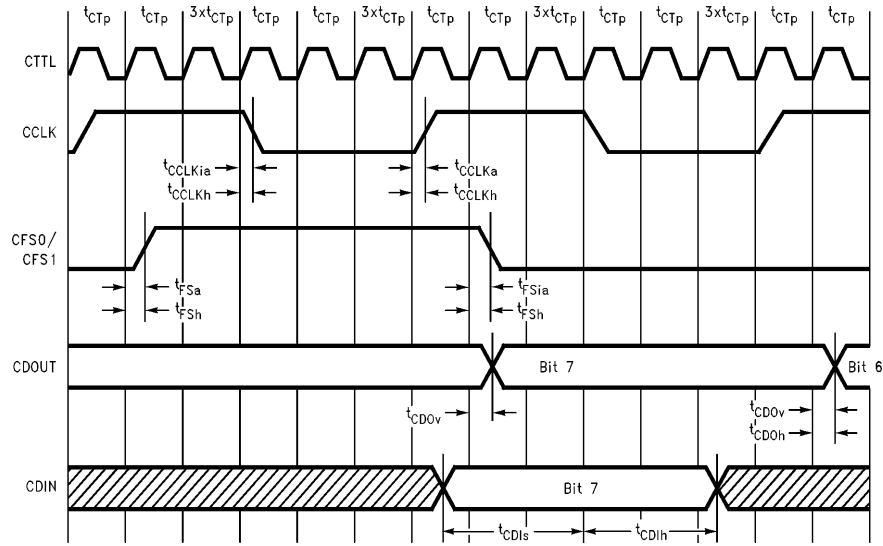 tCTp tCTp 3xtCTp tCTp tCTp 3xtCTp tCTp tCTp 3xtCTp tCTp tCTp 3xtCTp tCTp tCTp
CTTL
CCLK
tCCLKia tCCLKa
tCCLKh tCCLKh
CFS0/
CFS1
tFSa tFSia
tFSh tFSh
CDOUT Bit 7 Bit 6
tCDOv tCDOv
tCDOh
CDIN Bit 7
tCDIs tCDIh